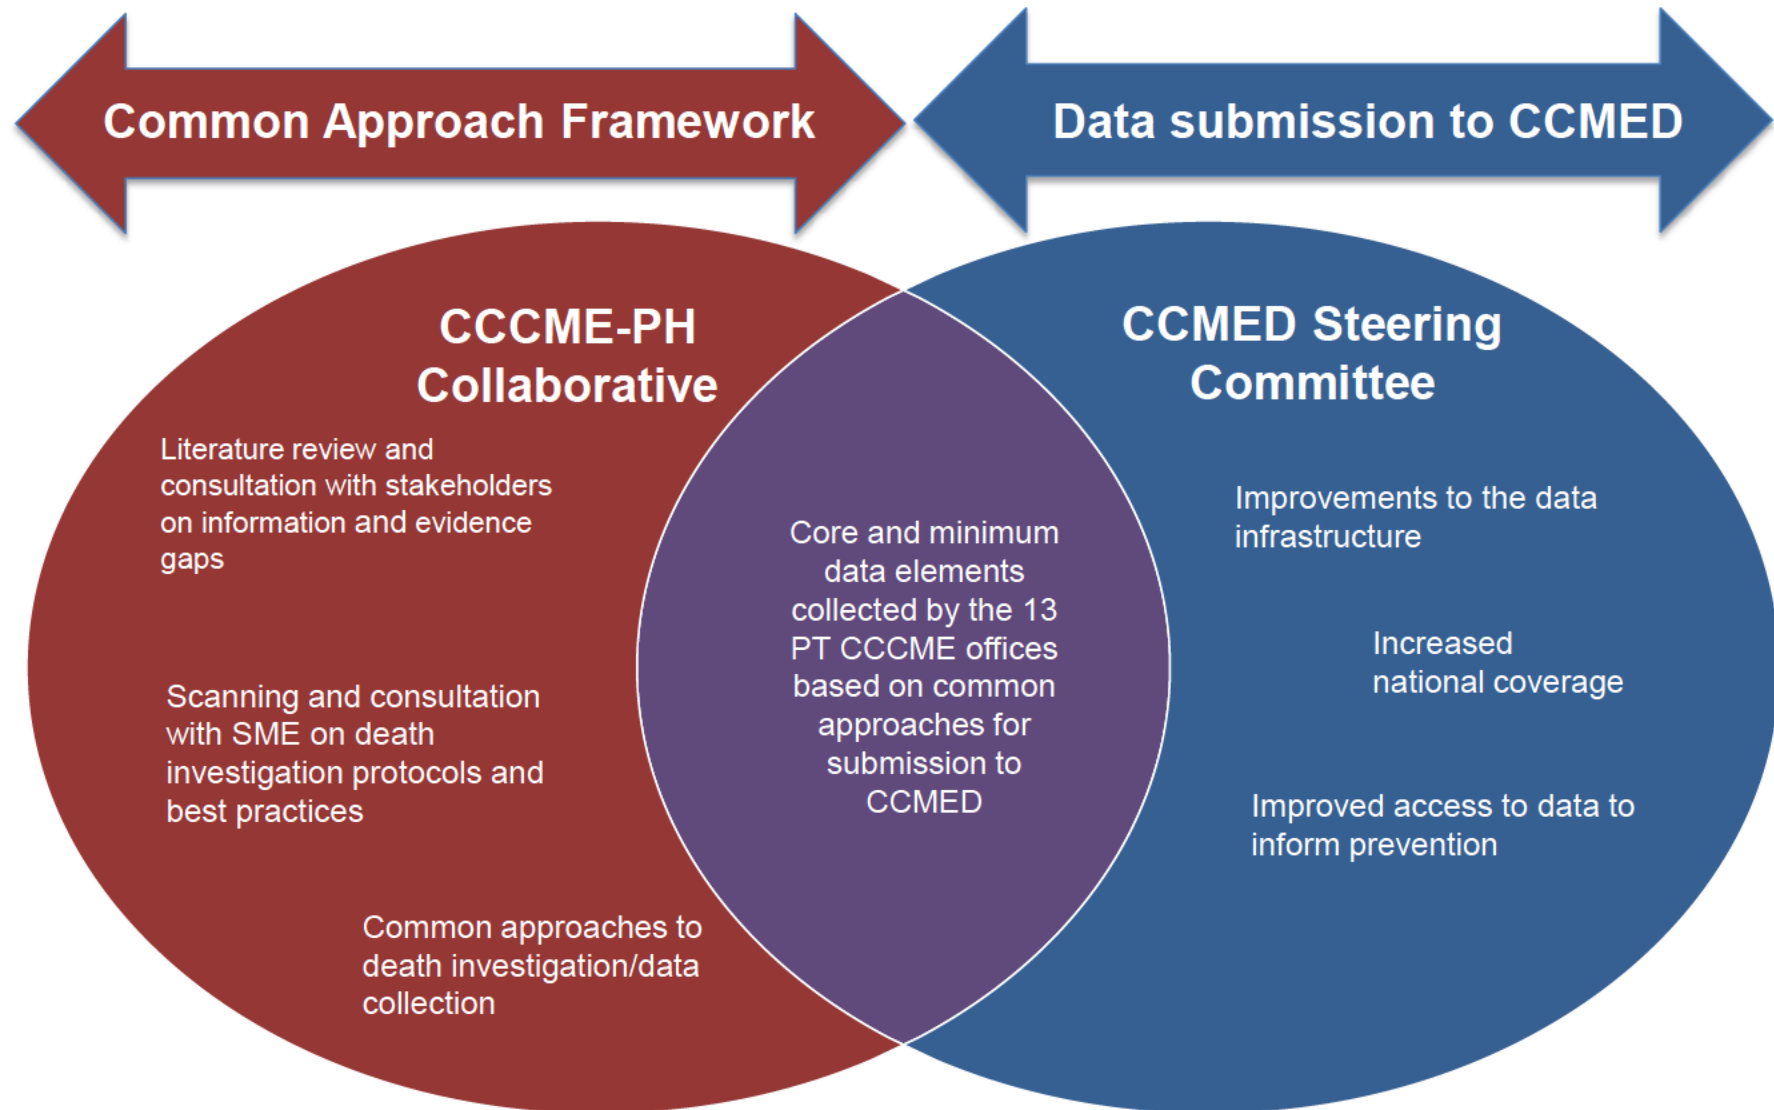 Common Approach Framework
Data submission to CCMED
CCCME-PH
Collaborative
Literature review and
consultation with stakeholders
on information and evidence
gaps
Scanning and consultation
with SME on death
investigation protocols and
best practices
Common approaches to
death investigation/data
collection
Core and minimum
data elements
collected by the 13
PT CCCME offices
based on common
approaches for
submission to
CCMED
CCMED Steering
Committee
Improvements to the data
infrastructure
Increased
national coverage
Improved access to data to
inform prevention